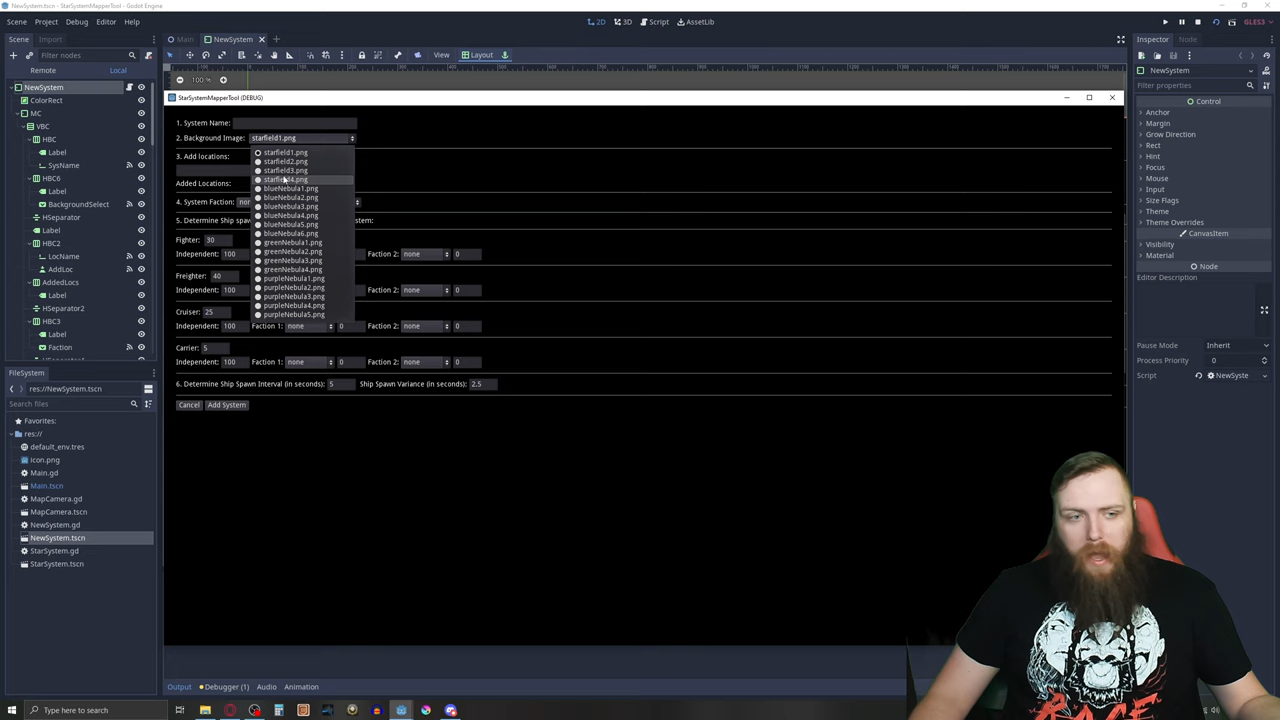 NewSystem.tscn - StarSystemMapperTool - Godot Engine
Scene Project Debug Editor Help
2D 3D Script AssetLib
GLES3
Scene Import
Filter nodes
Remote Local
NewSystem
ColorRect
MC
VBC
HBC
Label
SysName
HBC6
Label
BackgroundSelect
HSeparator
HBC2
LocName
AddLoc
AddedLocs
Label
HSeparator2
HBC3
Label
Faction
FileSystem
res://NewSystem.tscn
Search files
Favorites:
res://
default_env.tres
icon.png
Main.gd
Main.tscn
MapCamera.gd
MapCamera.tscn
NewSystem.gd
NewSystem.tscn
StarSystem.gd
StarSystem.tscn
Main NewSystem
View Layout
100 %
StarSystemMapperTool (DEBUG)
1. System Name:
2. Background Image: starfield1.png
starfield1.png
starfield2.png
starfield3.png
starfield4.png
blueNebula1.png
blueNebula2.png
blueNebula3.png
blueNebula4.png
blueNebula5.png
blueNebula6.png
greenNebula1.png
greenNebula2.png
greenNebula3.png
greenNebula4.png
purpleNebula1.png
purpleNebula2.png
purpleNebula3.png
purpleNebula4.png
purpleNebula5.png
3. Add locations:
Added Locations:
4. System Faction:
5. Determine Ship
Fighter: 30
Independent: 100 Faction 2: none 0
Freighter: 40
Independent: 100 Faction 2: none 0
Cruiser: 25
Independent: 100 Faction 1: none 0 Faction 2: none 0
Carrier: 5
Independent: 100 Faction 1: none 0 Faction 2: none 0
6. Determine Ship Spawn Interval (in seconds): 5 Ship Spawn Variance (in seconds): 2.5
Cancel Add System
Output Debugger (1) Audio Animation
Inspector Node
NewSystem
Filter properties
Control
Anchor
Margin
Grow Direction
Rect
Hint
Focus
Mouse
Input
Size Flags
Theme
Theme Overrides
CanvasItem
Visibility
Material
Node
Editor Description
Pause Mode Inherit
Process Priority 0
Script NewSyste
Type here to search